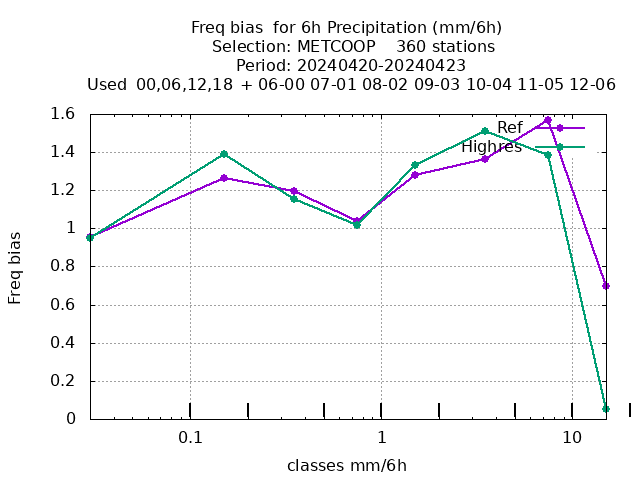 Freq bias  for 6h Precipitation (mm/6h)
Selection: METCOOP    360 stations
Period: 20240420-20240423
Used  00,06,12,18  + 06-00 07-01 08-02 09-03 10-04 11-05 12-06
1.6
1.4
1.2
1
0.8
0.6
0.4
0.2
0
Freq bias
Ref
Highres
0.1
1
10
classes mm/6h